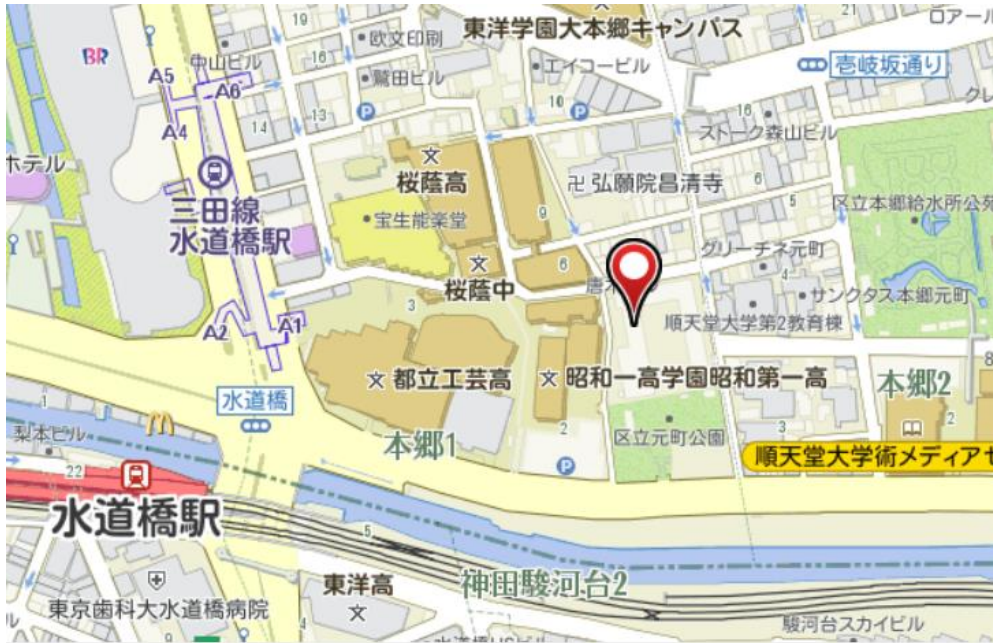 19
21
欧文印刷
東洋学園大本郷キャンパス
ロアール
BR
中山ビル
16
エイコービル
壱岐坂通り
A5
A6
鷲田ビル
10
クレ
14
13
16
A4
ストーク森山ビル
ホテル
桜蔭高
卍弘願院昌清寺
6
三田線
水道橋駅
宝生能楽堂
9
5
区立本郷給水所公苑
グリーチネ元町
桜蔭中
6
4
サンクタス本郷元町
A2
A1
3
順天堂大学第2教育棟
都立工芸高
昭和一高学園昭和第一高
8
本郷2
水道橋
3
2
1
梨本ビル
本郷1
2
区立元町公園
22
順天堂大学術メディアセ
水道橋駅
5
東洋高
神田駿河台2
東京歯科大水道橋病院
4
駿河台スカイビル